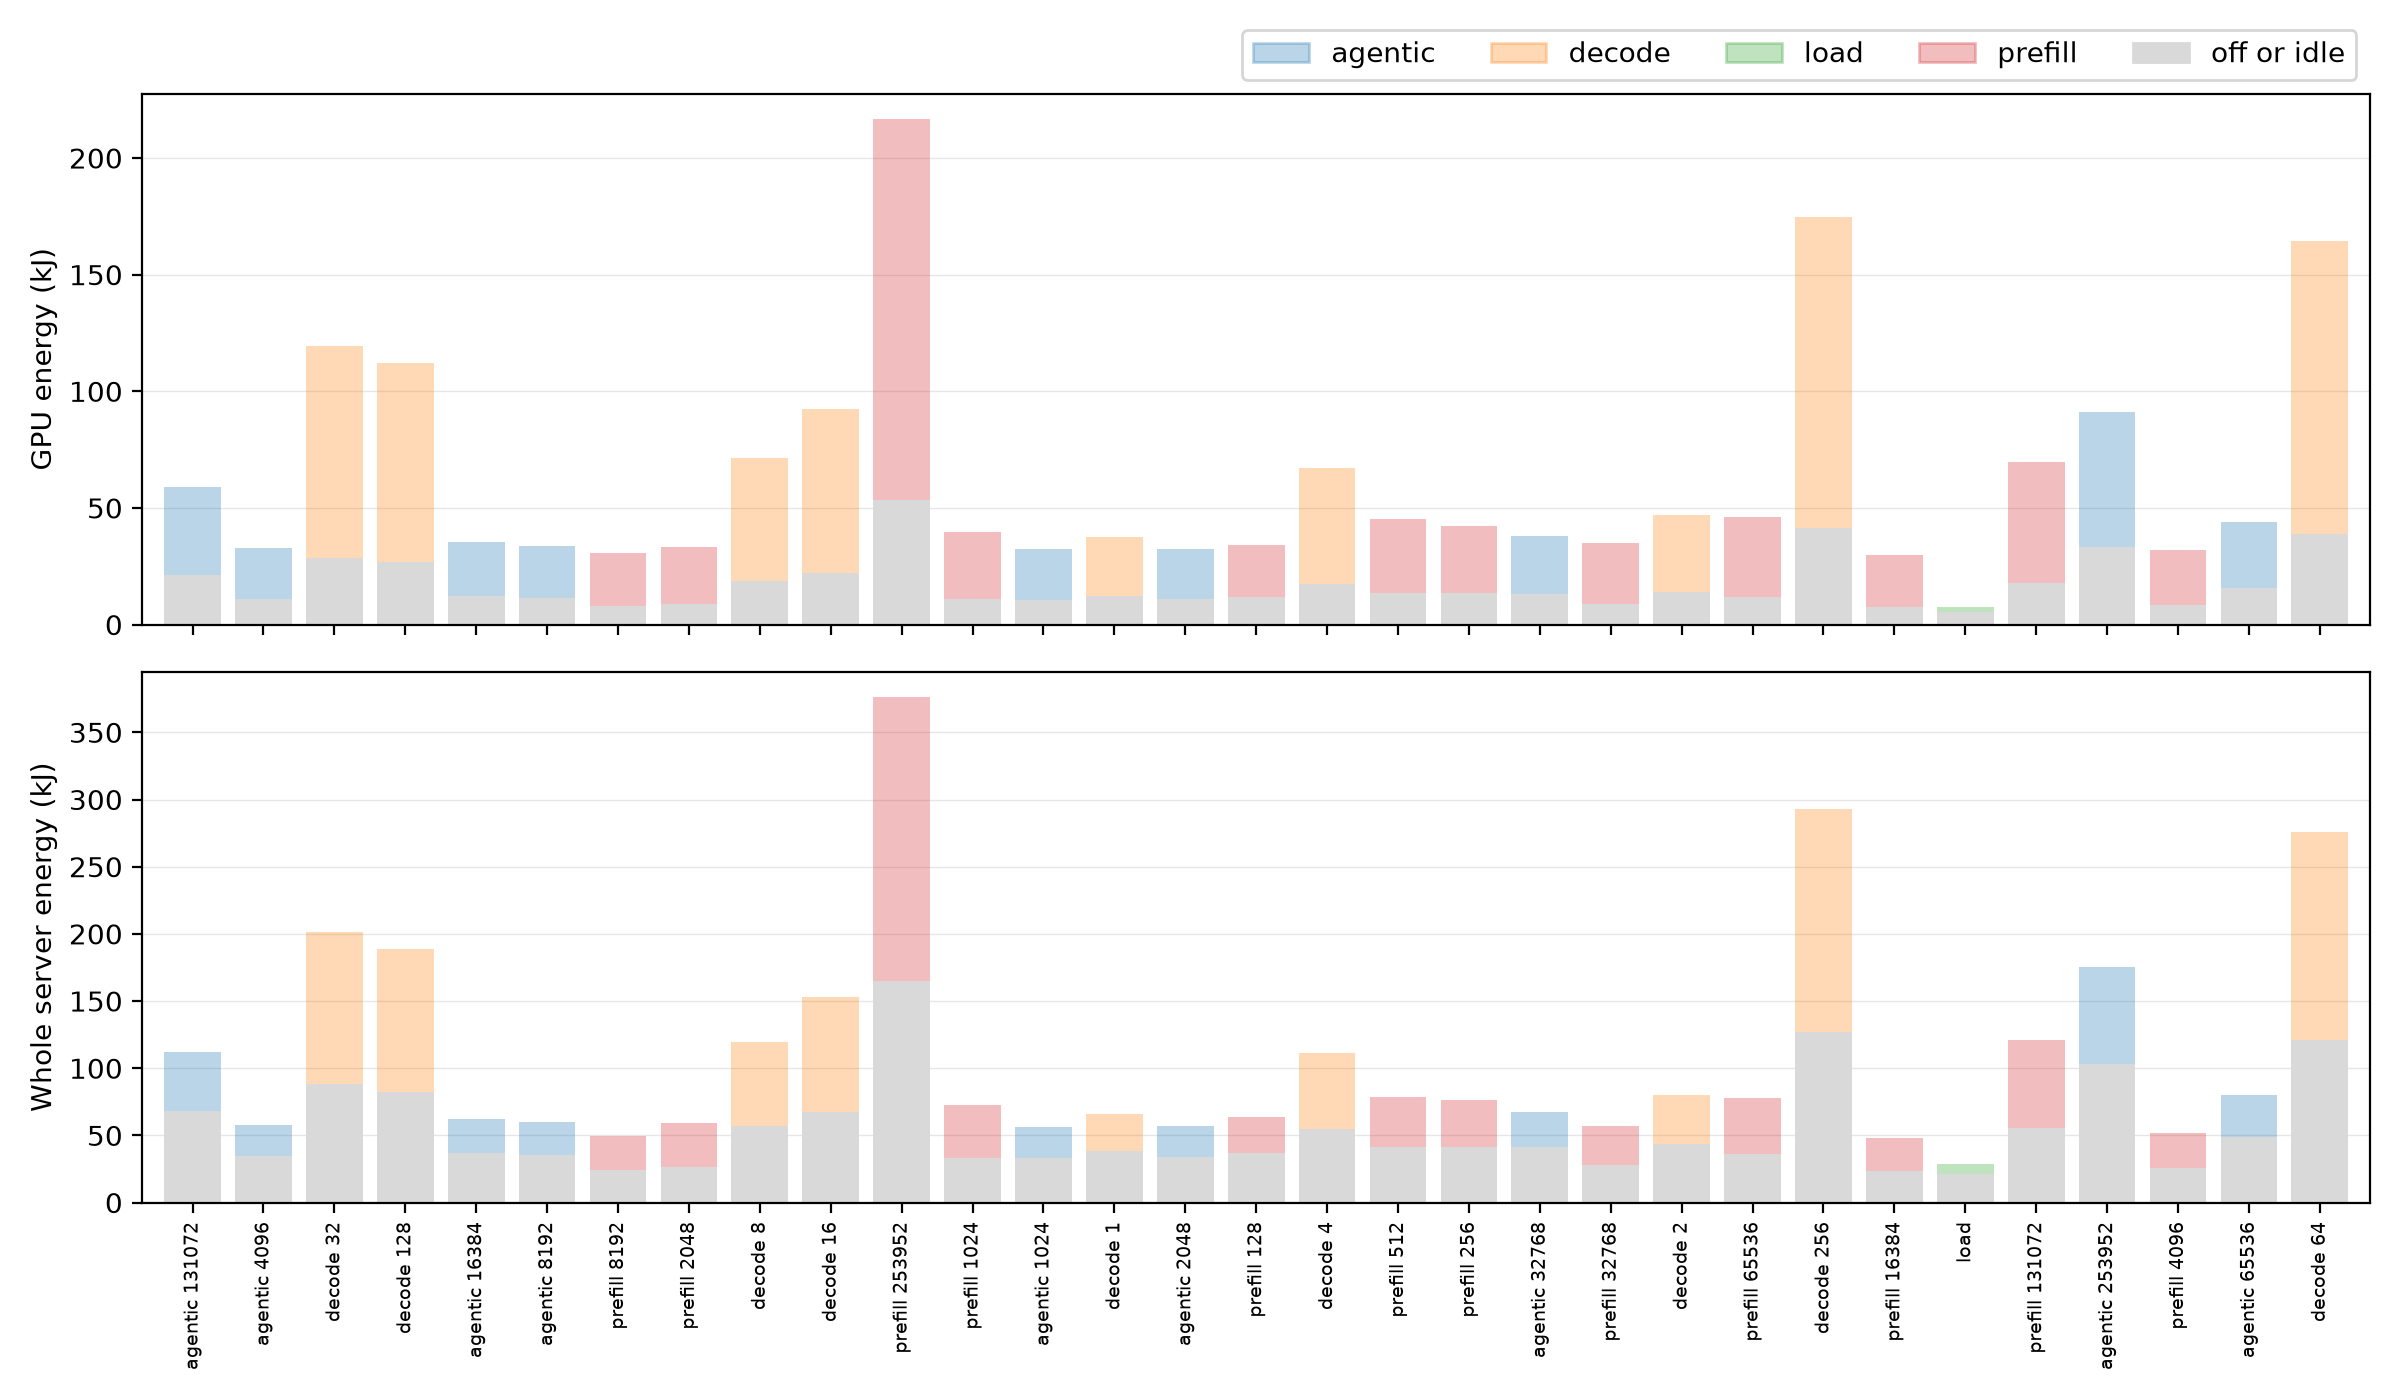 agentic decode load prefill off or idle
GPU energy (kJ)
200
150
100
50
0
Whole server energy (kJ)
350
300
250
200
150
100
50
0
agentic 131072
agentic 4096
decode 32
decode 128
agentic 16384
agentic 8192
prefill 8192
prefill 2048
decode 8
decode 16
prefill 253952
prefill 1024
agentic 1024
decode 1
agentic 2048
prefill 128
decode 4
prefill 512
prefill 256
agentic 32768
prefill 32768
decode 2
prefill 65536
decode 256
prefill 16384
load
prefill 131072
agentic 253952
prefill 4096
agentic 65536
decode 64